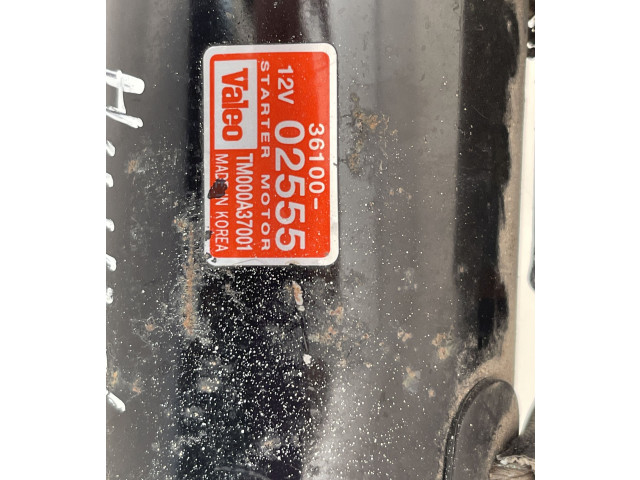 36100-
12V 02555
STARTER MOTOR
Valeo TM000A37001
MADE IN KOREA